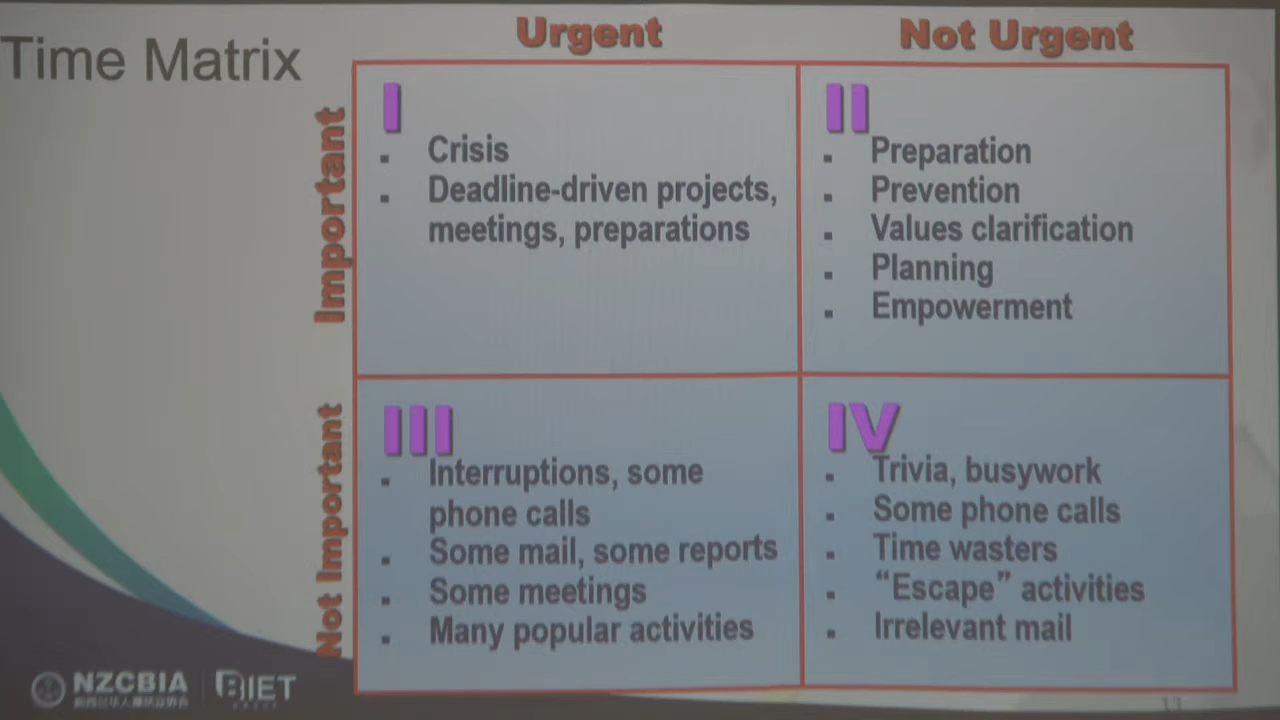 Time Matrix
Urgent
Not Urgent
Important
I
Crisis
Deadline-driven projects,
meetings, preparations
II
Preparation
Prevention
Values clarification
Planning
Empowerment
Not Important
III
Interruptions, some
phone calls
Some mail, some reports
Some meetings
Many popular activities
IV
Trivia, busywork
Some phone calls
Time wasters
“Escape” activities
Irrelevant mail
NZCBIA
BIET
13